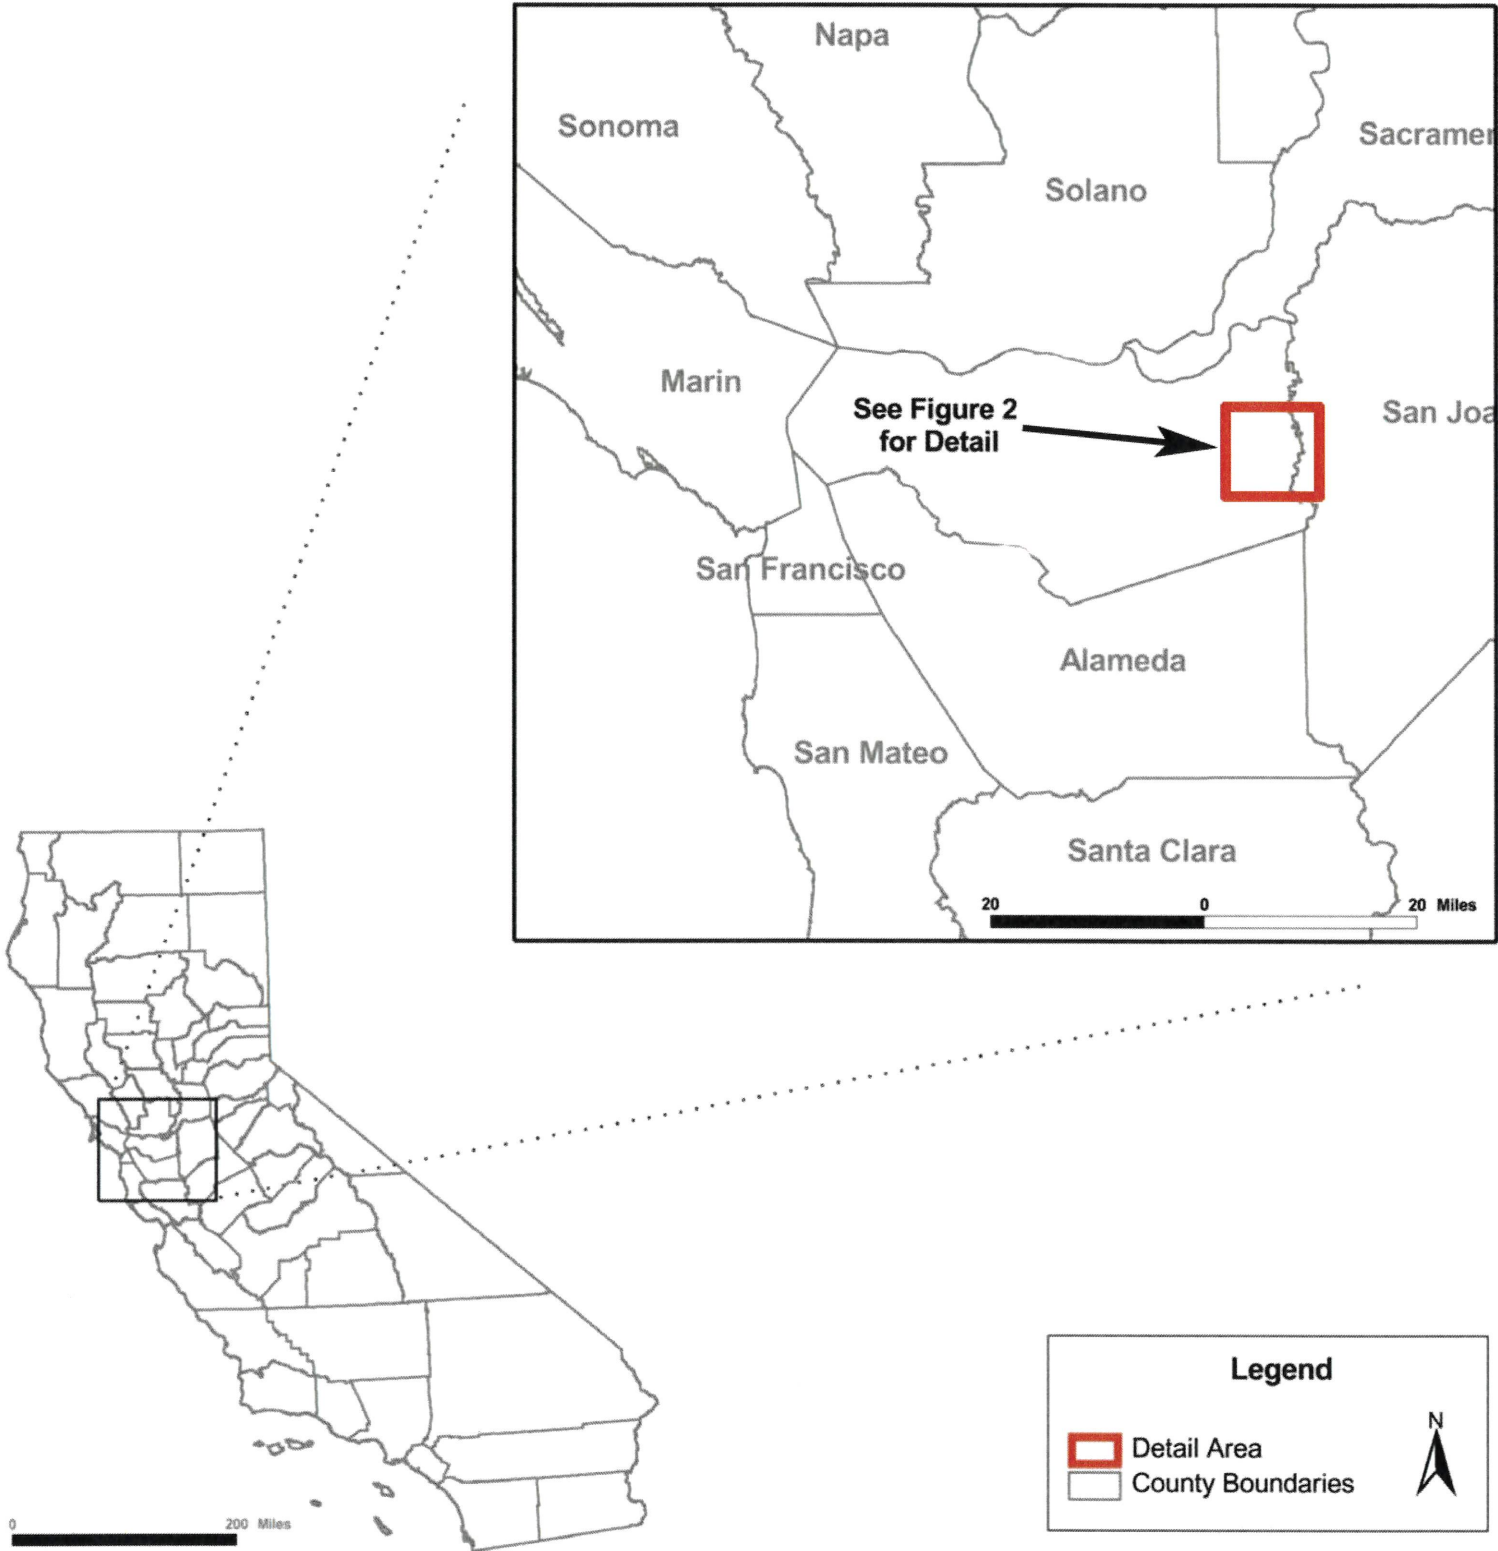 Napa
Sonoma
Sacramen
Solano
Marin
See Figure 2
for Detail
San Joa
San Francisco
Alameda
San Mateo
Santa Clara
20 0 20 Miles
Legend
N
Detail Area
County Boundaries
0 200 Miles